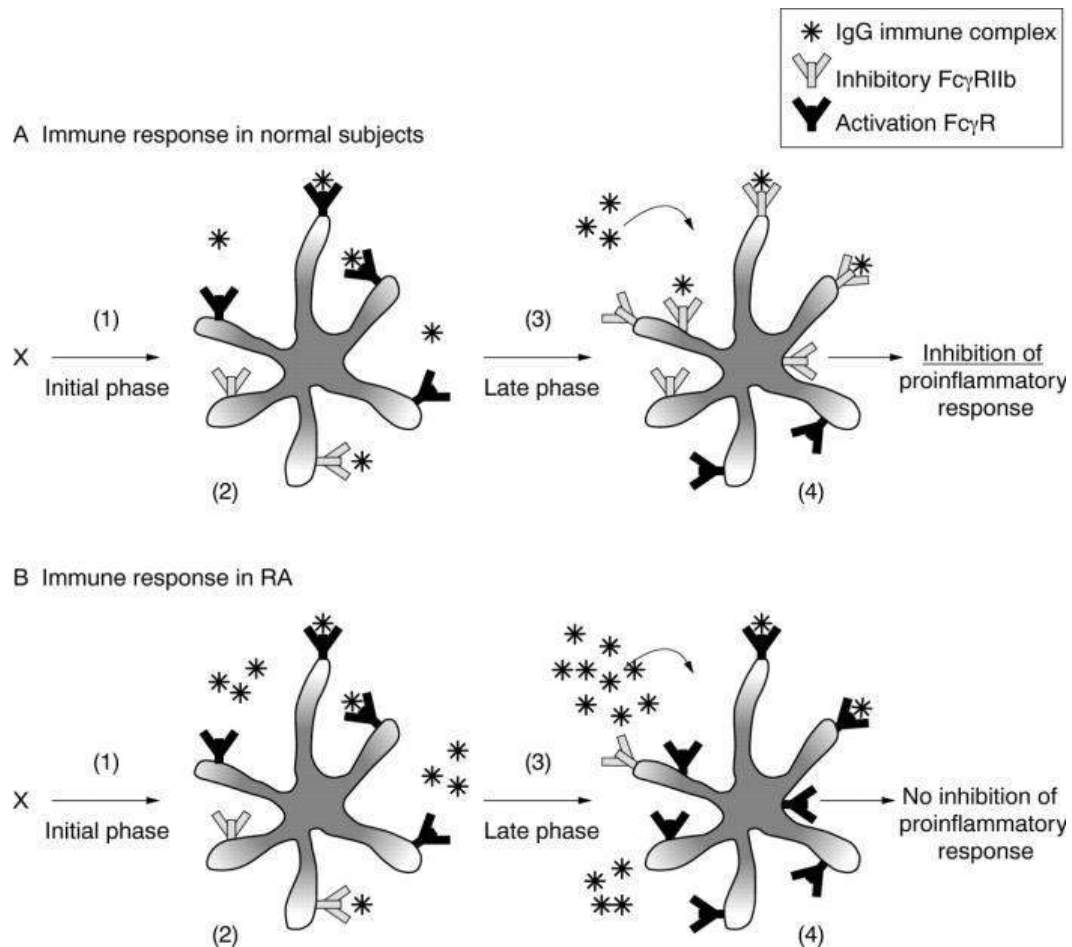 IgG immune complex
Inhibitory FcγRIIb
Activation FcγR
A Immune response in normal subjects
(1)
X
Initial phase
(2)
(3)
Late phase
(4)
Inhibition of
proinflammatory
response
B Immune response in RA
(1)
X
Initial phase
(2)
(3)
Late phase
(4)
No inhibition of
proinflammatory
response